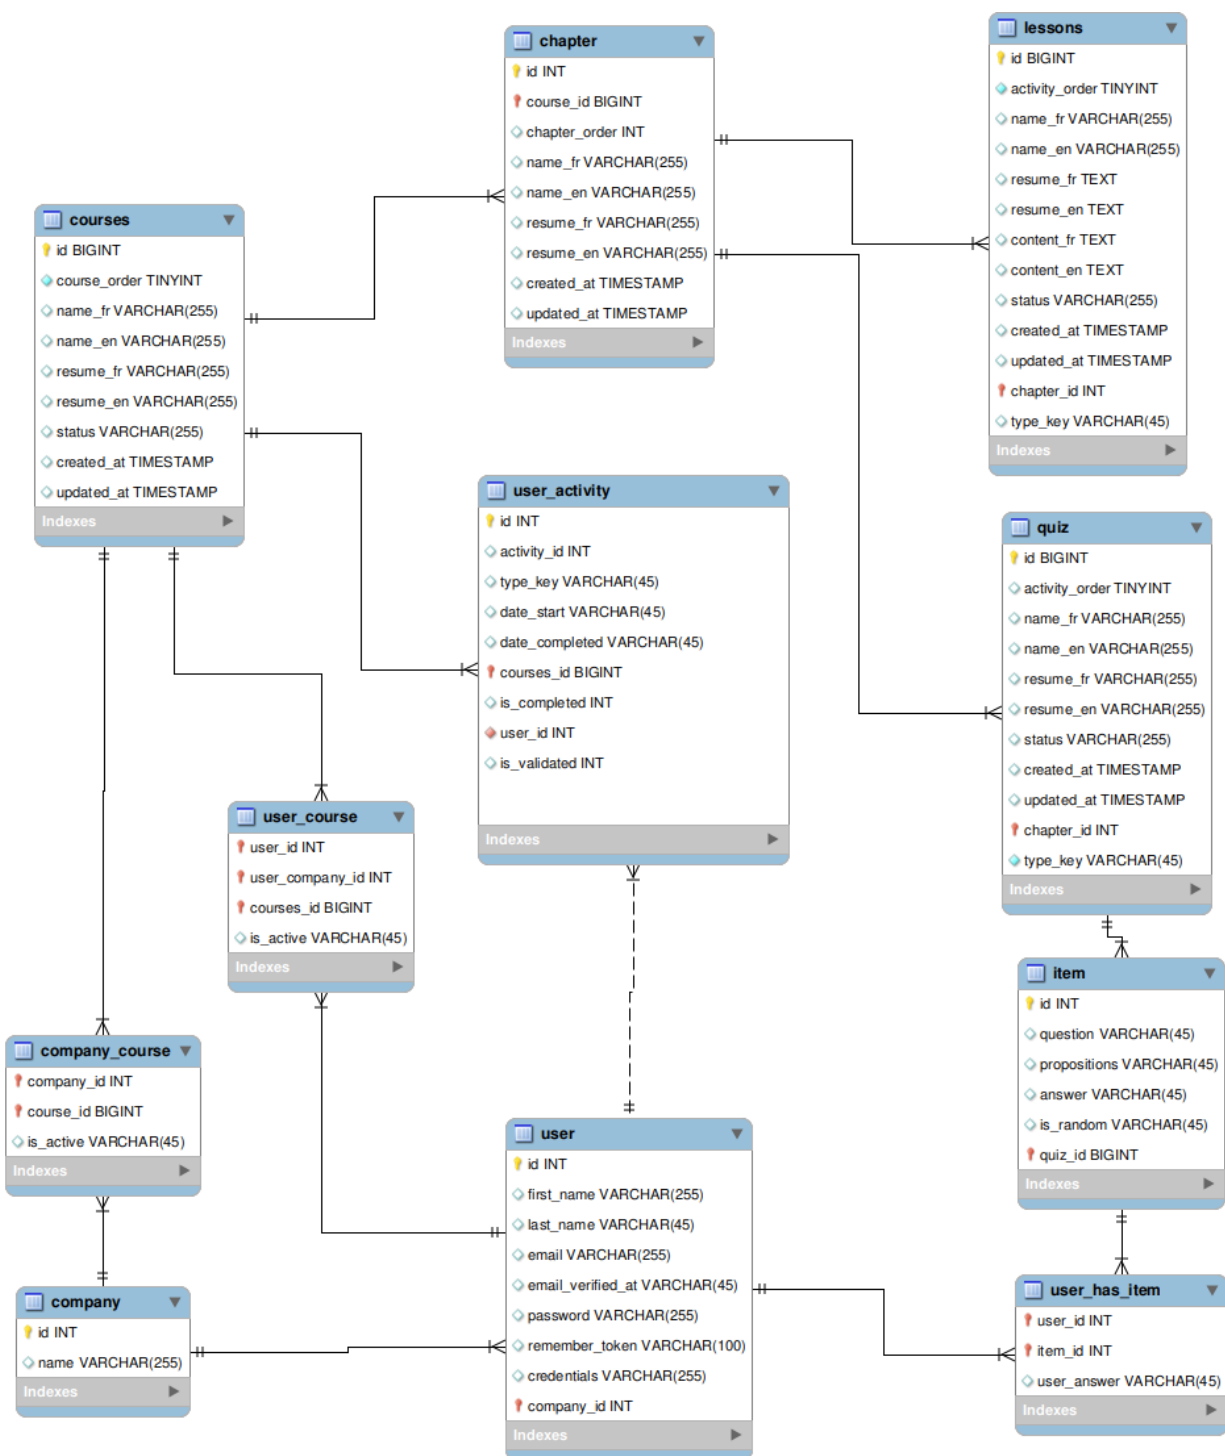 chapter
id INT
course_id BIGINT
chapter_order INT
name_fr VARCHAR(255)
name_en VARCHAR(255)
resume_fr VARCHAR(255)
resume_en VARCHAR(255)
created_at TIMESTAMP
updated_at TIMESTAMP
Indexes
lessons
id BIGINT
activity_order TINYINT
name_fr VARCHAR(255)
name_en VARCHAR(255)
resume_fr TEXT
resume_en TEXT
content_fr TEXT
content_en TEXT
status VARCHAR(255)
created_at TIMESTAMP
updated_at TIMESTAMP
chapter_id INT
type_key VARCHAR(45)
Indexes
courses
id BIGINT
course_order TINYINT
name_fr VARCHAR(255)
name_en VARCHAR(255)
resume_fr VARCHAR(255)
resume_en VARCHAR(255)
status VARCHAR(255)
created_at TIMESTAMP
updated_at TIMESTAMP
Indexes
user_activity
id INT
activity_id INT
type_key VARCHAR(45)
date_start VARCHAR(45)
date_completed VARCHAR(45)
courses_id BIGINT
is_completed INT
user_id INT
is_validated INT
Indexes
quiz
id BIGINT
activity_order TINYINT
name_fr VARCHAR(255)
name_en VARCHAR(255)
resume_fr VARCHAR(255)
resume_en VARCHAR(255)
status VARCHAR(255)
created_at TIMESTAMP
updated_at TIMESTAMP
chapter_id INT
type_key VARCHAR(45)
Indexes
user_course
user_id INT
user_company_id INT
courses_id BIGINT
is_active VARCHAR(45)
Indexes
item
id INT
question VARCHAR(45)
propositions VARCHAR(45)
answer VARCHAR(45)
is_random VARCHAR(45)
quiz_id BIGINT
Indexes
company_course
company_id INT
course_id BIGINT
is_active VARCHAR(45)
Indexes
user
id INT
first_name VARCHAR(255)
last_name VARCHAR(45)
email VARCHAR(255)
email_verified_at VARCHAR(45)
password VARCHAR(255)
remember_token VARCHAR(100)
credentials VARCHAR(255)
company_id INT
Indexes
company
id INT
name VARCHAR(255)
Indexes
user_has_item
user_id INT
item_id INT
user_answer VARCHAR(45)
Indexes